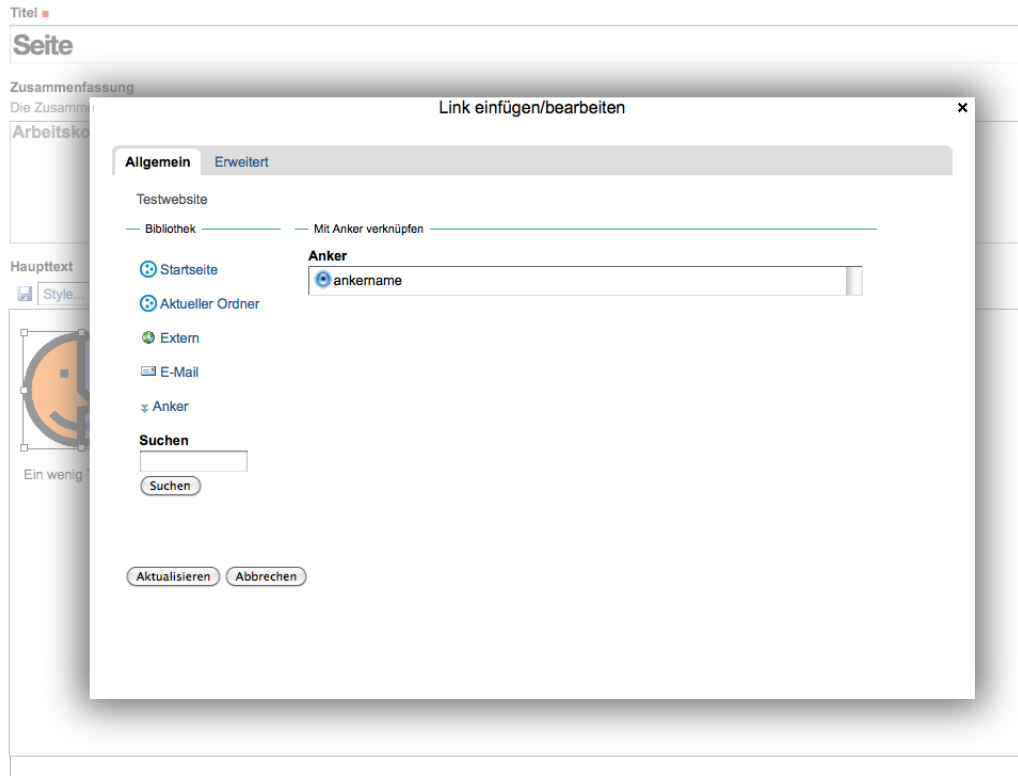 Titel
Seite
Zusammenfassung
Die Zusamm
Link einfügen/bearbeiten
Arbeitsko
Allgemein Erweitert
Testwebsite
Bibliothek Mit Anker verknüpfen
Anker
Startseite
ankername
Haupttext
Style...
Aktueller Ordner
Extern
E-Mail
Anker
Suchen
Ein wenig
Suchen
Aktualisieren Abbrechen